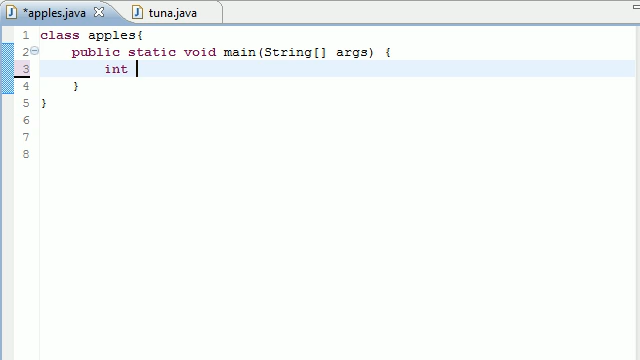 *apples.java
tuna.java
1 class apples{
2 public static void main(String[] args) {
3 int
4 }
5 }
6
7
8